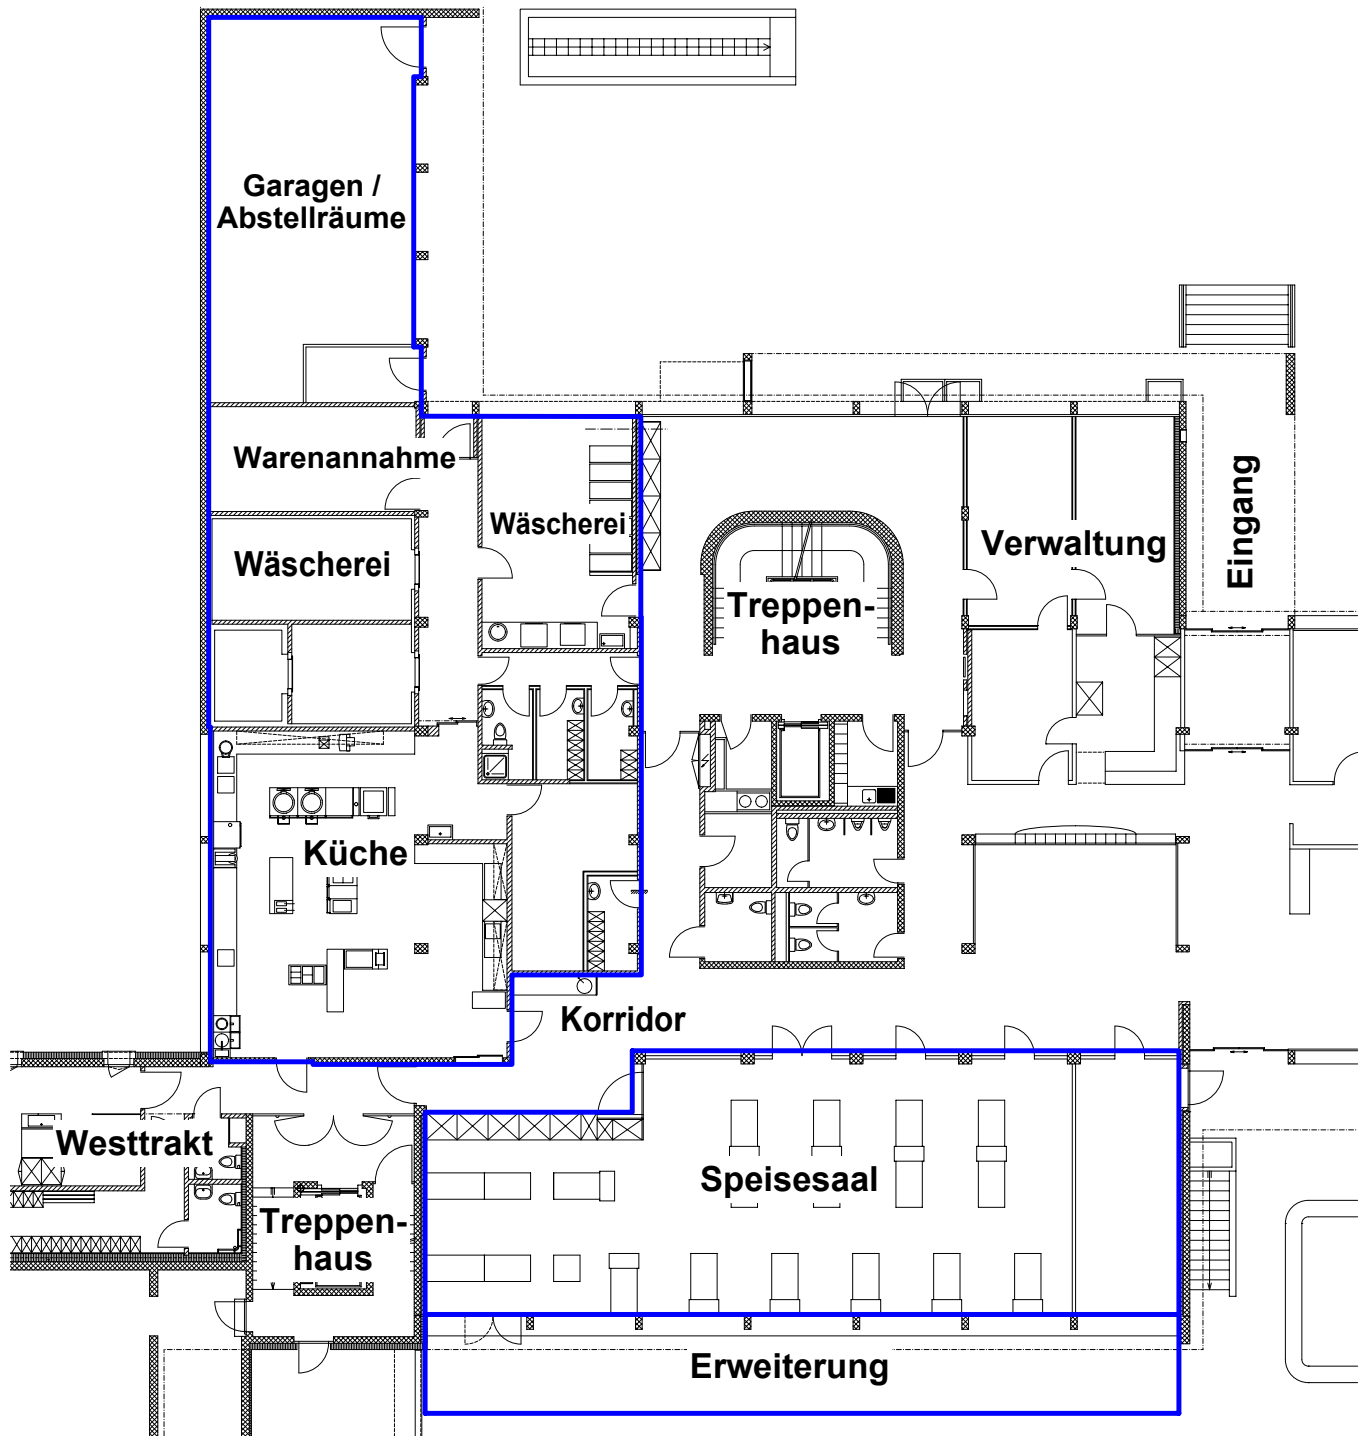 Garagen /
Abstellräume
Warenannahme
Wäscherei
Wäscherei
Verwaltung
Eingang
Treppen-
haus
Küche
Korridor
Westtrakt
Speisesaal
Treppen-
haus
Erweiterung